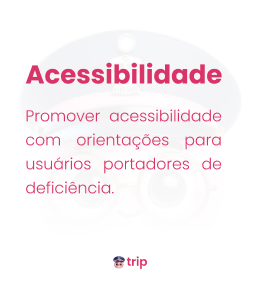 Acessibilidade
Promover acessibilidade
com orientações para
usuários portadores de
deficiência.
trip